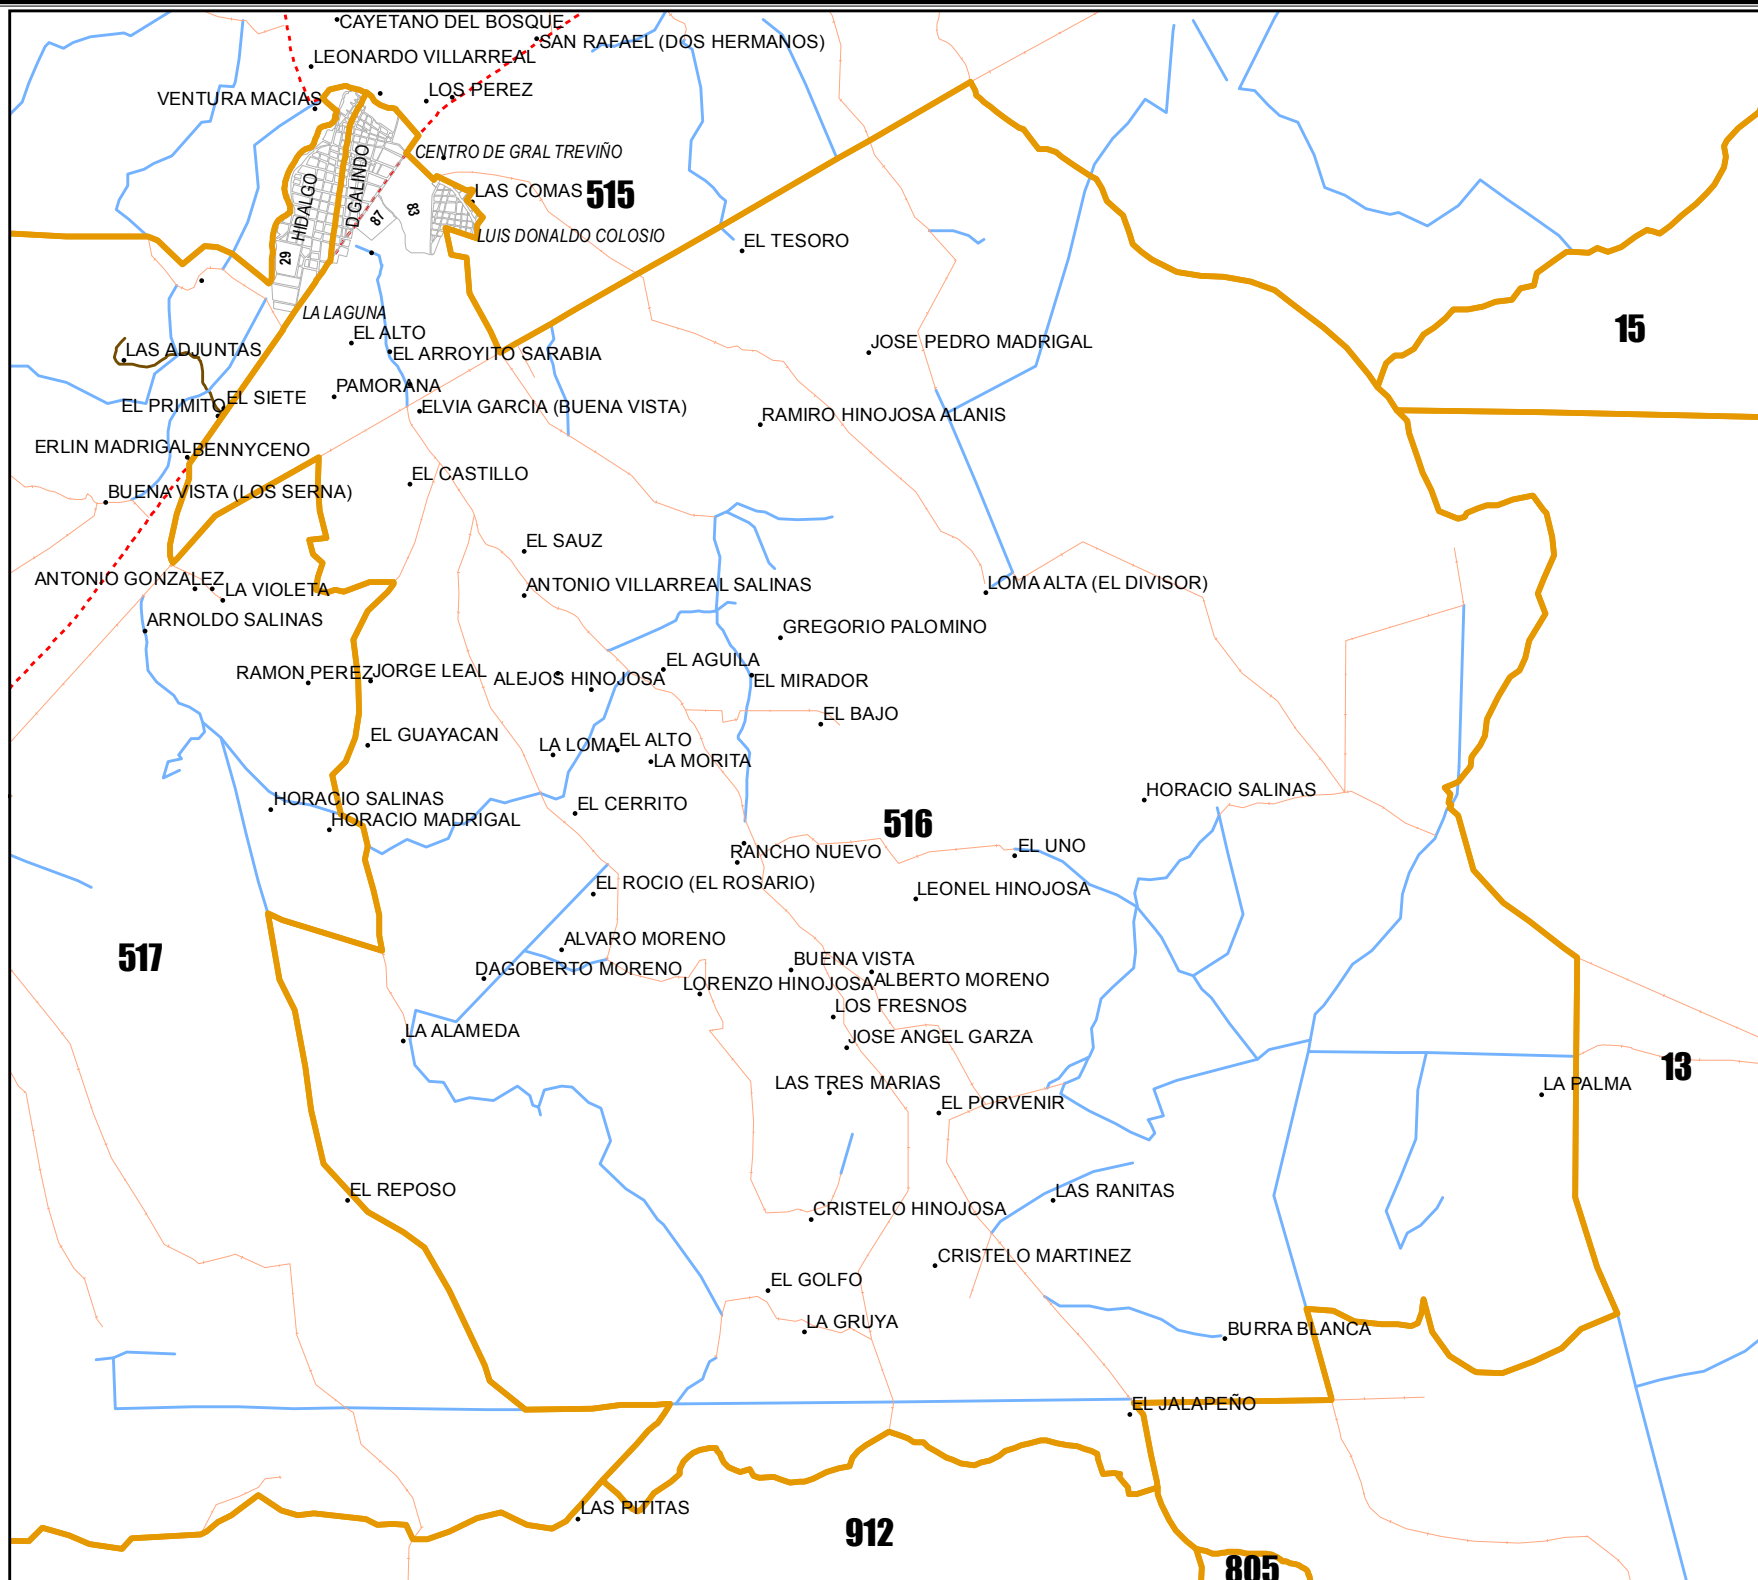 CAYETANO DEL BOSQUE
SAN RAFAEL (DOS HERMANOS)
LEONARDO VILLARREAL
LOS PEREZ
VENTURA MACIAS
CENTRO DE GRAL TREVIÑO
LAS COMAS
515
HIDALGO
D GALINDO
87
83
29
LUIS DONALDO COLOSIO
EL TESORO
LA LAGUNA
EL ALTO
EL ARROYITO SARABIA
JOSE PEDRO MADRIGAL
15
LAS ADJUNTAS
PAMORANA
EL SIETE
EL PRIMITO
ELVIA GARCIA (BUENA VISTA)
RAMIRO HINOJOSA ALANIS
ERLIN MADRIGAL
BENNYCENO
EL CASTILLO
BUENA VISTA (LOS SERNA)
EL SAUZ
ANTONIO GONZALEZ
LA VIOLETA
ANTONIO VILLARREAL SALINAS
LOMA ALTA (EL DIVISOR)
ARNOLDO SALINAS
GREGORIO PALOMINO
RAMON PEREZ
JORGE LEAL
ALEJOS HINOJOSA
EL AGUILA
EL MIRADOR
EL BAJO
EL GUAYACAN
LA LOMA
EL ALTO
LA MORITA
HORACIO SALINAS
HORACIO MADRIGAL
EL CERRITO
HORACIO SALINAS
516
RANCHO NUEVO
EL UNO
EL ROCIO (EL ROSARIO)
LEONEL HINOJOSA
517
ALVARO MORENO
DAGOBERTO MORENO
BUENA VISTA
LORENZO HINOJOSA
ALBERTO MORENO
LOS FRESNOS
LA ALAMEDA
JOSE ANGEL GARZA
13
LAS TRES MARIAS
LA PALMA
EL PORVENIR
EL REPOSO
LAS RANITAS
CRISTELO HINOJOSA
CRISTELO MARTINEZ
EL GOLFO
LA GRUYA
BURRA BLANCA
EL JALAPEÑO
LAS PITITAS
912
805